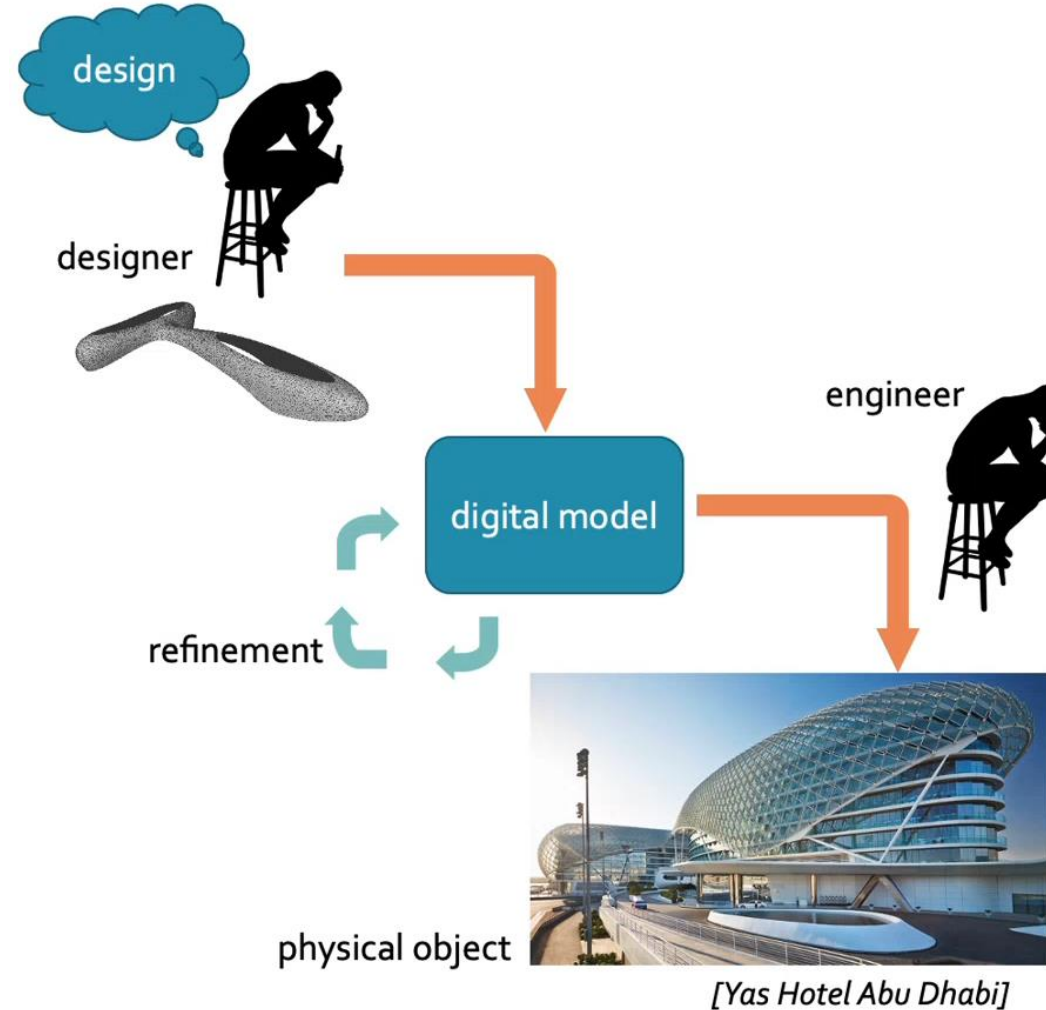 design
designer
engineer
digital model
refinement
physical object
[Yas Hotel Abu Dhabi]